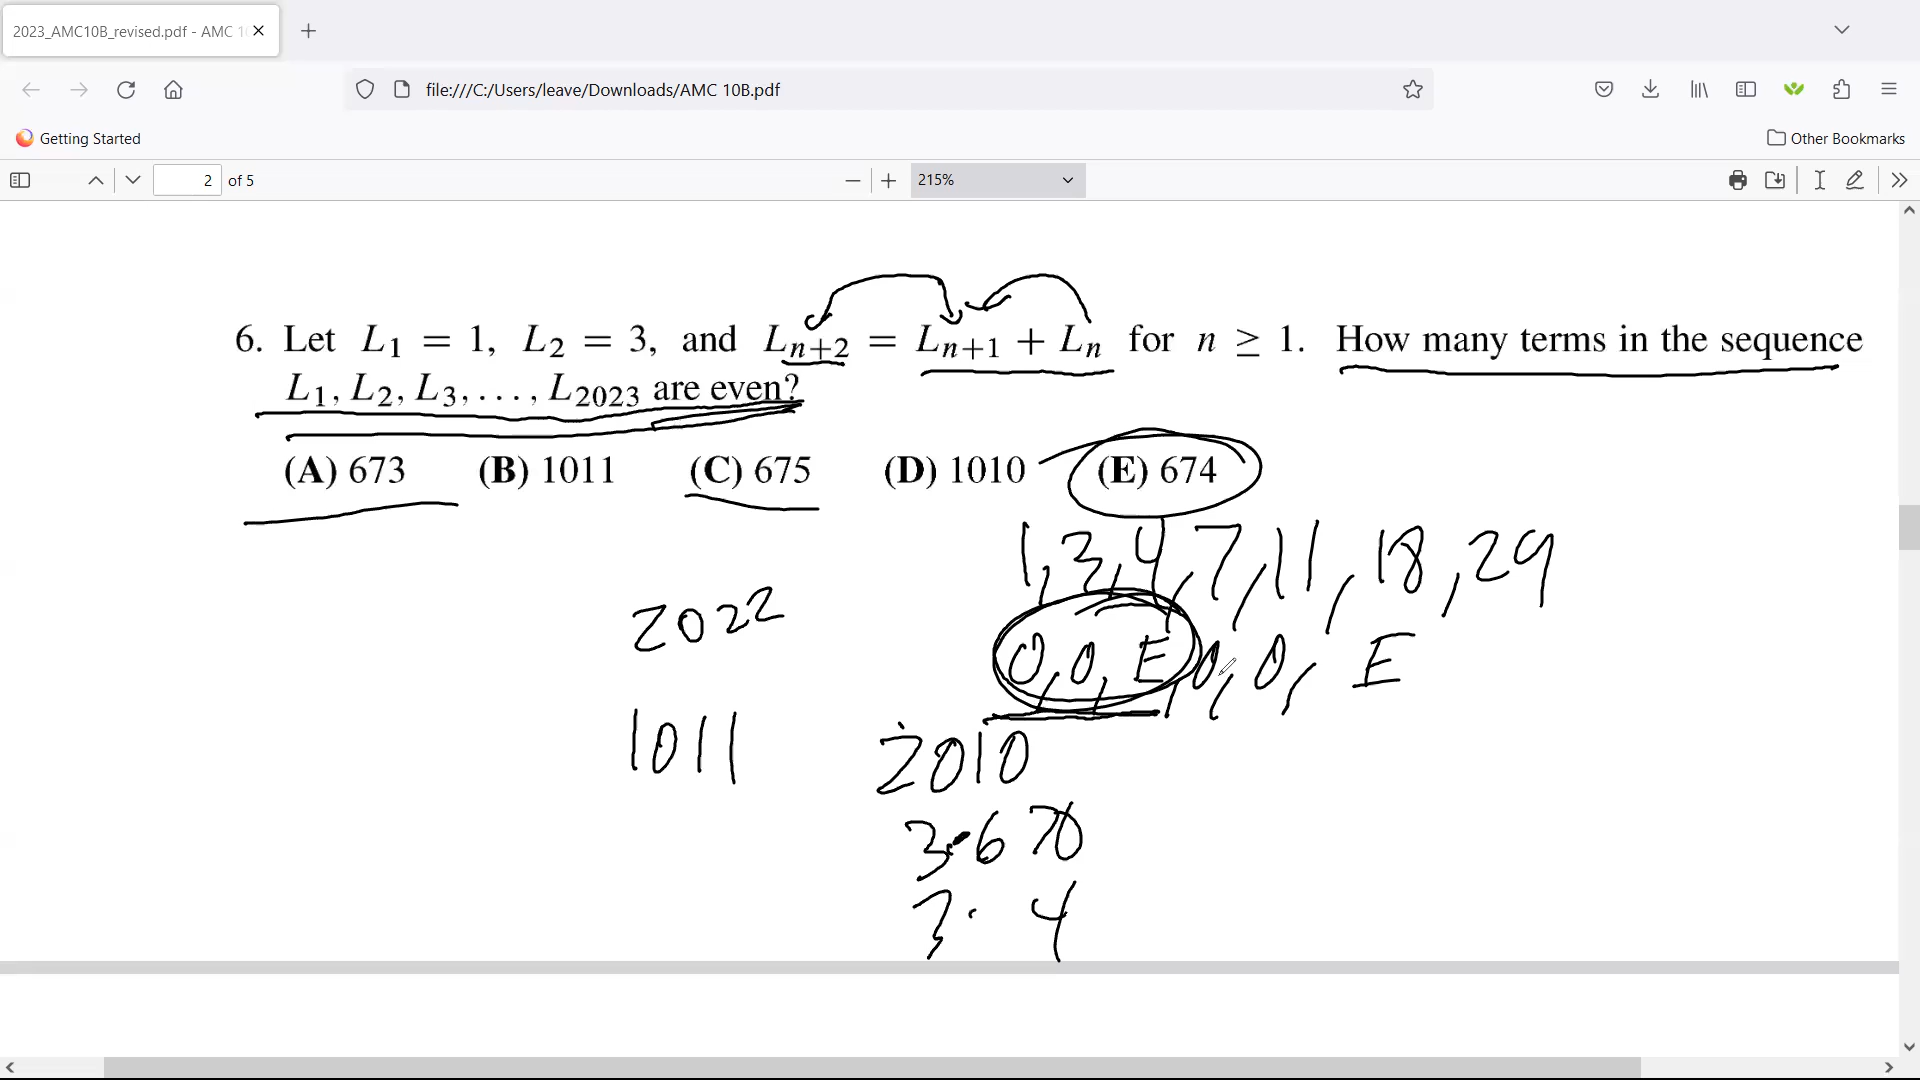 2023_AMC10B_revised.pdf - AMC 10
file:///C:/Users/leave/Downloads/AMC 10B.pdf
Getting Started
Other Bookmarks
2 of 5
215%
6. Let L₁ = 1, L₂ = 3, and Lₙ₊₂ = Lₙ₊₁ + Lₙ for n ≥ 1. How many terms in the sequence
L₁, L₂, L₃, . . . , L₂₀₂₃ are even?
(A) 673 (B) 1011 (C) 675 (D) 1010 (E) 674
1, 3, 4, 7, 11, 18, 29
2022
O, O, E, O, O, E
1011
2010
3·670
3· 4